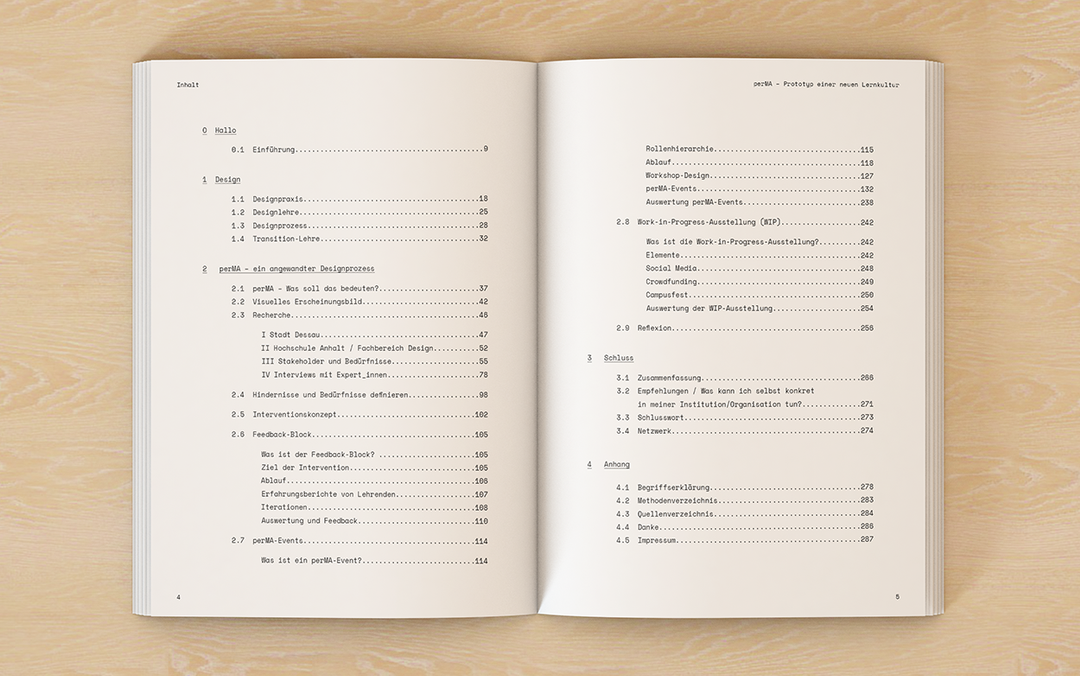 Inhalt
0 Hallo
0.1 Einführung.............................................9
1 Design
1.1 Designpraxis.........................................18
1.2 Designlehre..........................................25
1.3 Designprozess........................................28
1.4 Transition-Lehre.....................................32
2 perMA – ein angewandter Designprozess
2.1 perMA – Was soll das bedeuten?.......................37
2.2 Visuelles Erscheinungsbild...........................42
2.3 Recherche............................................46
I Stadt Dessau.....................................47
II Hochschule Anhalt / Fachbereich Design..........52
III Stakeholder und Bedürfnisse....................55
IV Interviews mit Expert_innen.....................78
2.4 Hindernisse und Bedürfnisse definieren...............98
2.5 Interventionskonzept................................102
2.6 Feedback-Block......................................105
Was ist der Feedback-Block? ......................105
Ziel der Intervention.............................105
Ablauf............................................106
Erfahrungsberichte von Lehrenden..................107
Iterationen.......................................108
Auswertung und Feedback...........................110
2.7 perMA-Events........................................114
Was ist ein perMA-Event?..........................114
4
perMA – Prototyp einer neuen Lernkultur
Rollenhierarchie..................................115
Ablauf............................................118
Workshop-Design...................................127
perMA-Events......................................132
Auswertung perMA-Events...........................238
2.8 Work-in-Progress-Ausstellung (WIP)..................242
Was ist die Work-in-Progress-Ausstellung?.........242
Elemente..........................................242
Social Media......................................248
Crowdfunding......................................249
Campusfest........................................250
Auswertung der WIP-Ausstellung....................254
2.9 Reflexion...........................................258
3 Schluss
3.1 Zusammenfassung.....................................266
3.2 Empfehlungen / Was kann ich selbst konkret
in meiner Institution/Organisation tun?.............271
3.3 Schlusswort.........................................273
3.4 Netzwerk............................................274
4 Anhang
4.1 Begriffserklärung...................................278
4.2 Methodenverzeichnis.................................283
4.3 Quellenverzeichnis..................................284
4.4 Danke...............................................286
4.5 Impressum...........................................287
5